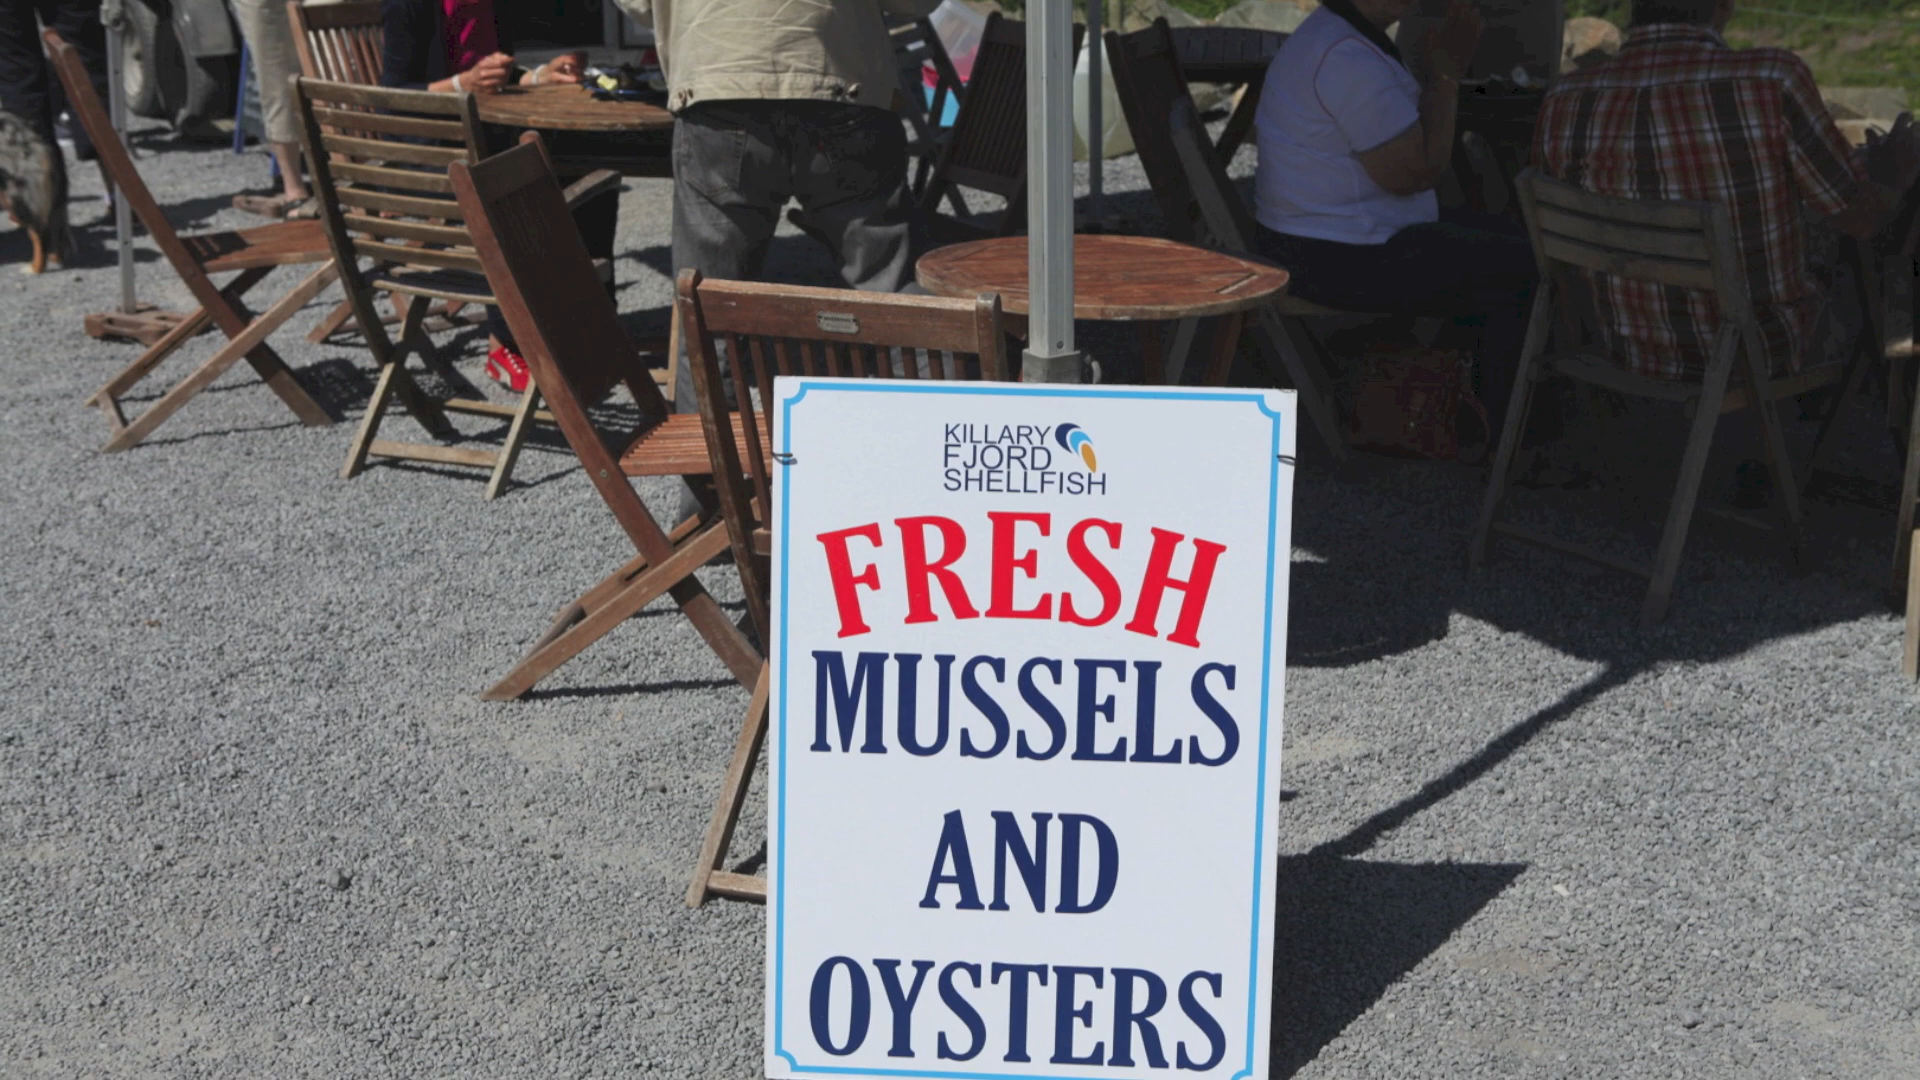 KILLARY
FJORD
SHELLFISH
FRESH
MUSSELS
AND
OYSTERS